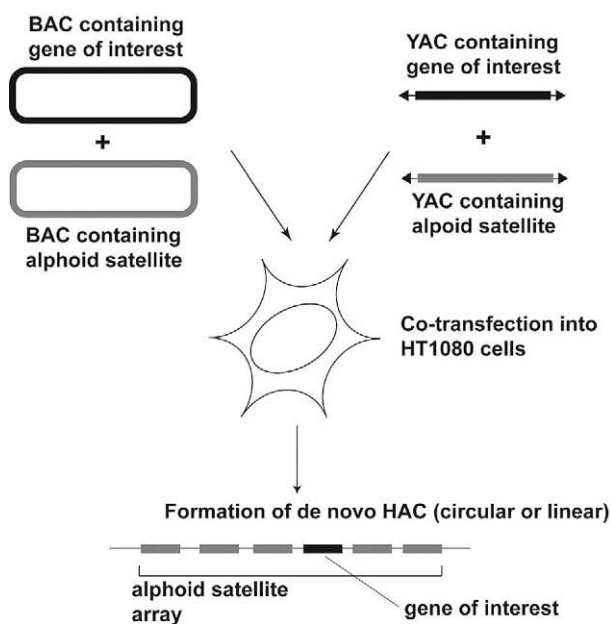 BAC containing
gene of interest
+
BAC containing
alphoid satellite
YAC containing
gene of interest
+
YAC containing
alpoid satellite
Co-transfection into
HT1080 cells
Formation of de novo HAC (circular or linear)
alphoid satellite
array
gene of interest